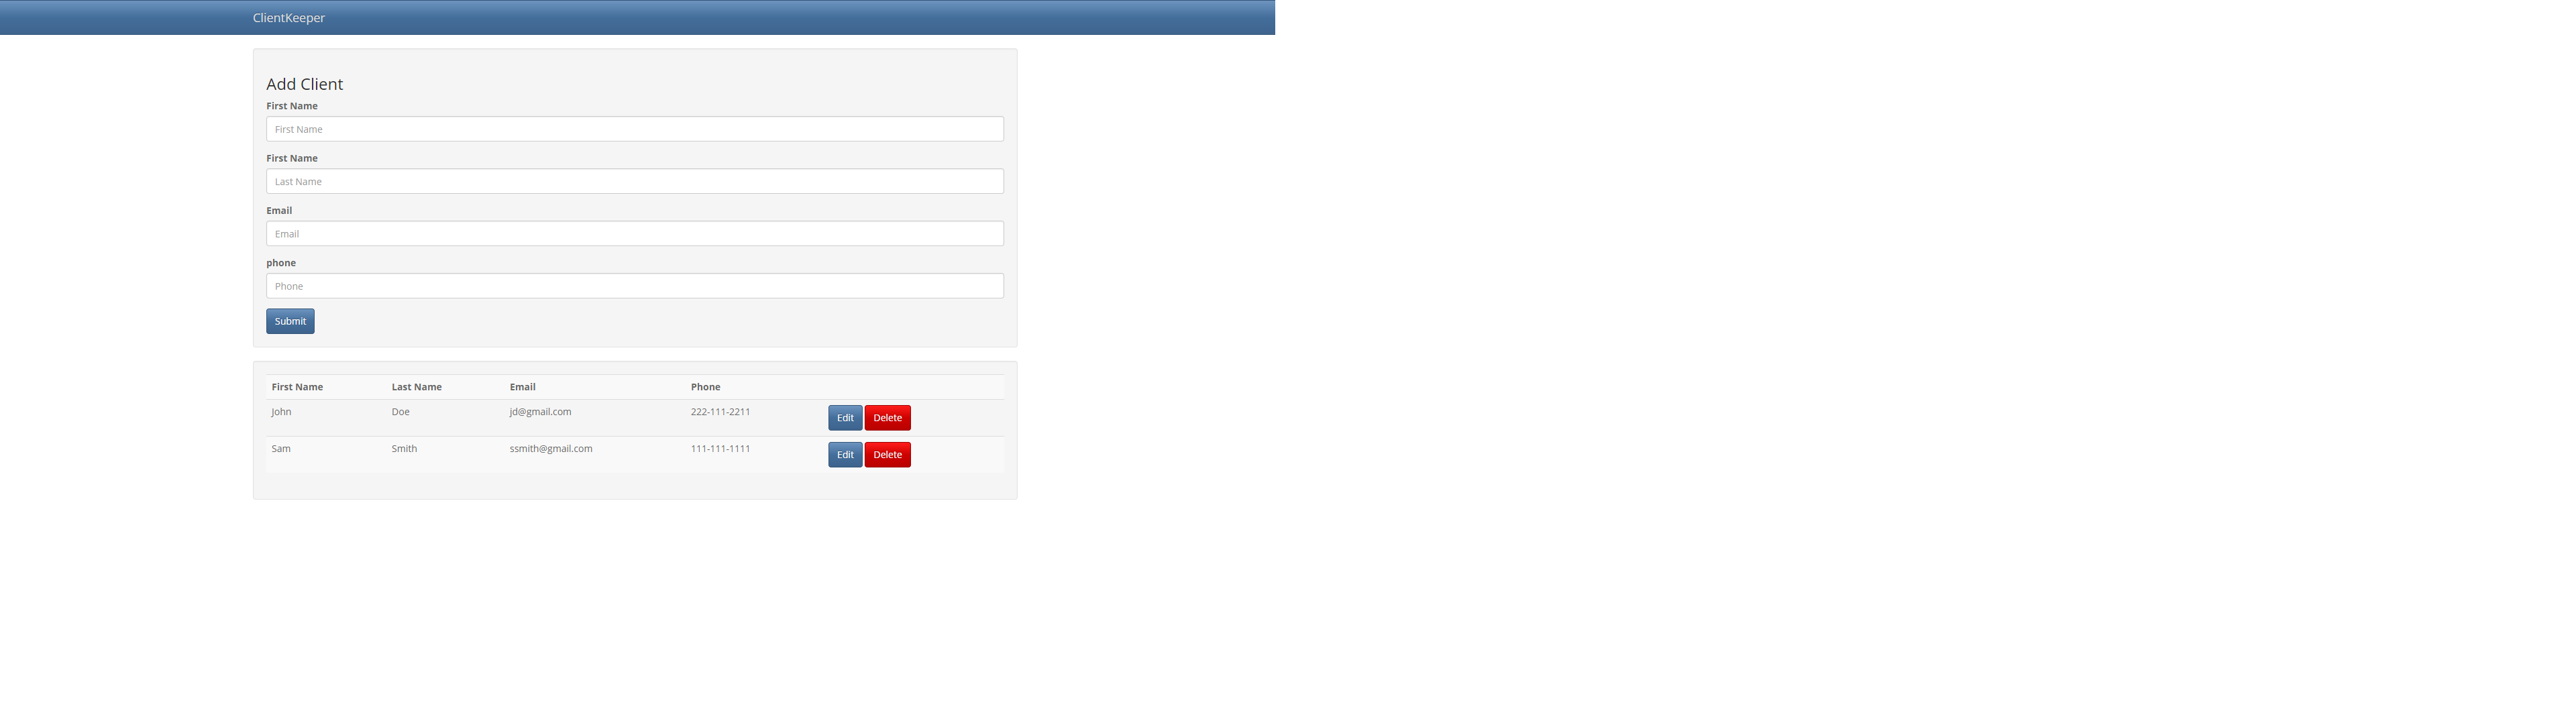 ClientKeeper
Add Client
First Name
First Name
First Name
Last Name
Email
Email
phone
Phone
Submit
First Name Last Name Email Phone
John Doe jd@gmail.com 222-111-2211 Edit Delete
Sam Smith ssmith@gmail.com 111-111-1111 Edit Delete